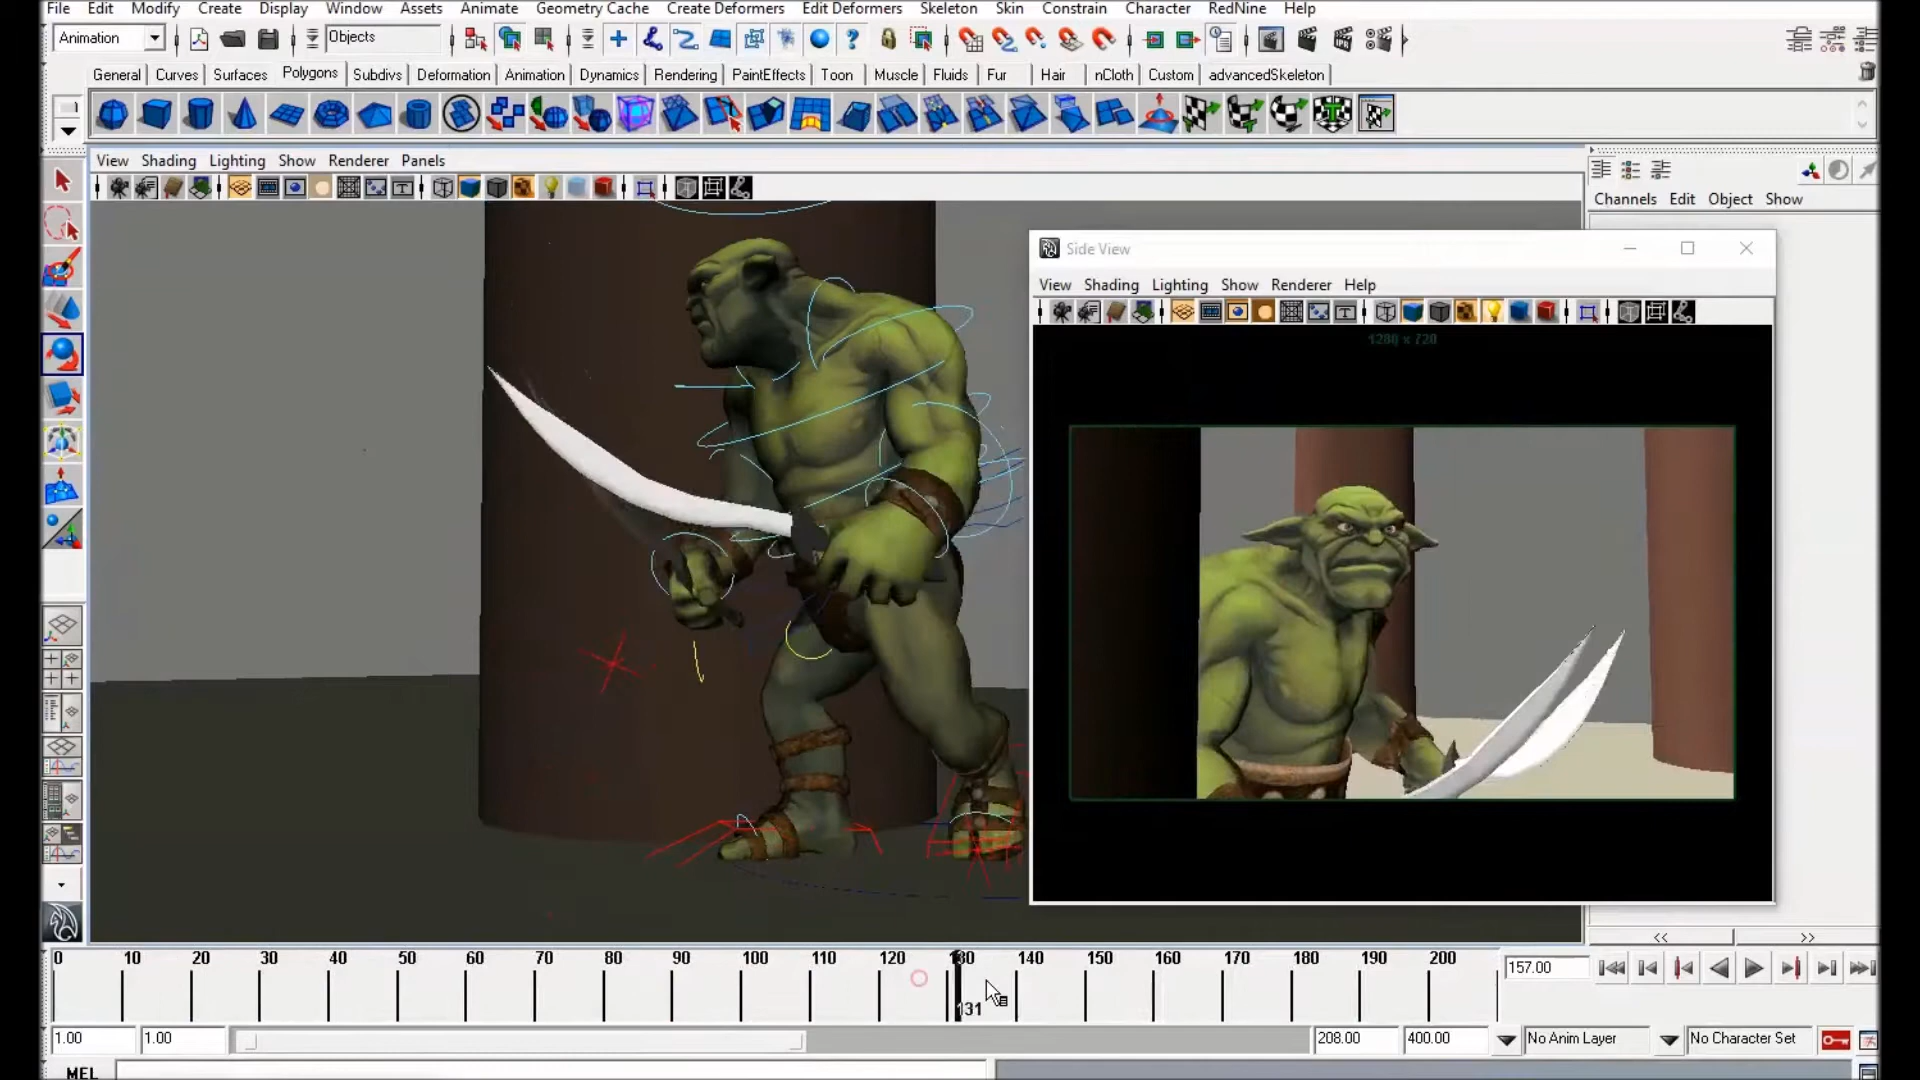 File Edit Modify Create Display Window Assets Animate Geometry Cache Create Deformers Edit Deformers Skeleton Skin Constrain Character RedNine Help
Animation Objects
General Curves Surfaces Polygons Subdivs Deformation Animation Dynamics Rendering PaintEffects Toon Muscle Fluids Fur Hair nCloth Custom advancedSkeleton
View Shading Lighting Show Renderer Panels
Channels Edit Object Show
Side View
View Shading Lighting Show Renderer Help
1280 x 720
0 10 20 30 40 50 60 70 80 90 100 110 120 130 140 150 160 170 180 190 200
157.00
131
1.00 1.00 208.00 400.00 No Anim Layer No Character Set
MEL